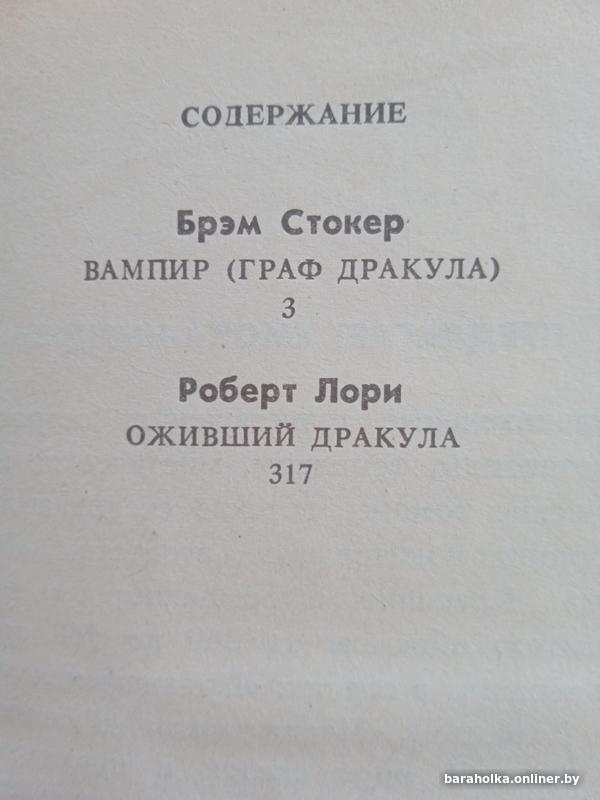 СОДЕРЖАНИЕ
Брэм Стокер
ВАМПИР (ГРАФ ДРАКУЛА)
3
Роберт Лори
ОЖИВШИЙ ДРАКУЛА
317
baraholka.onliner.by